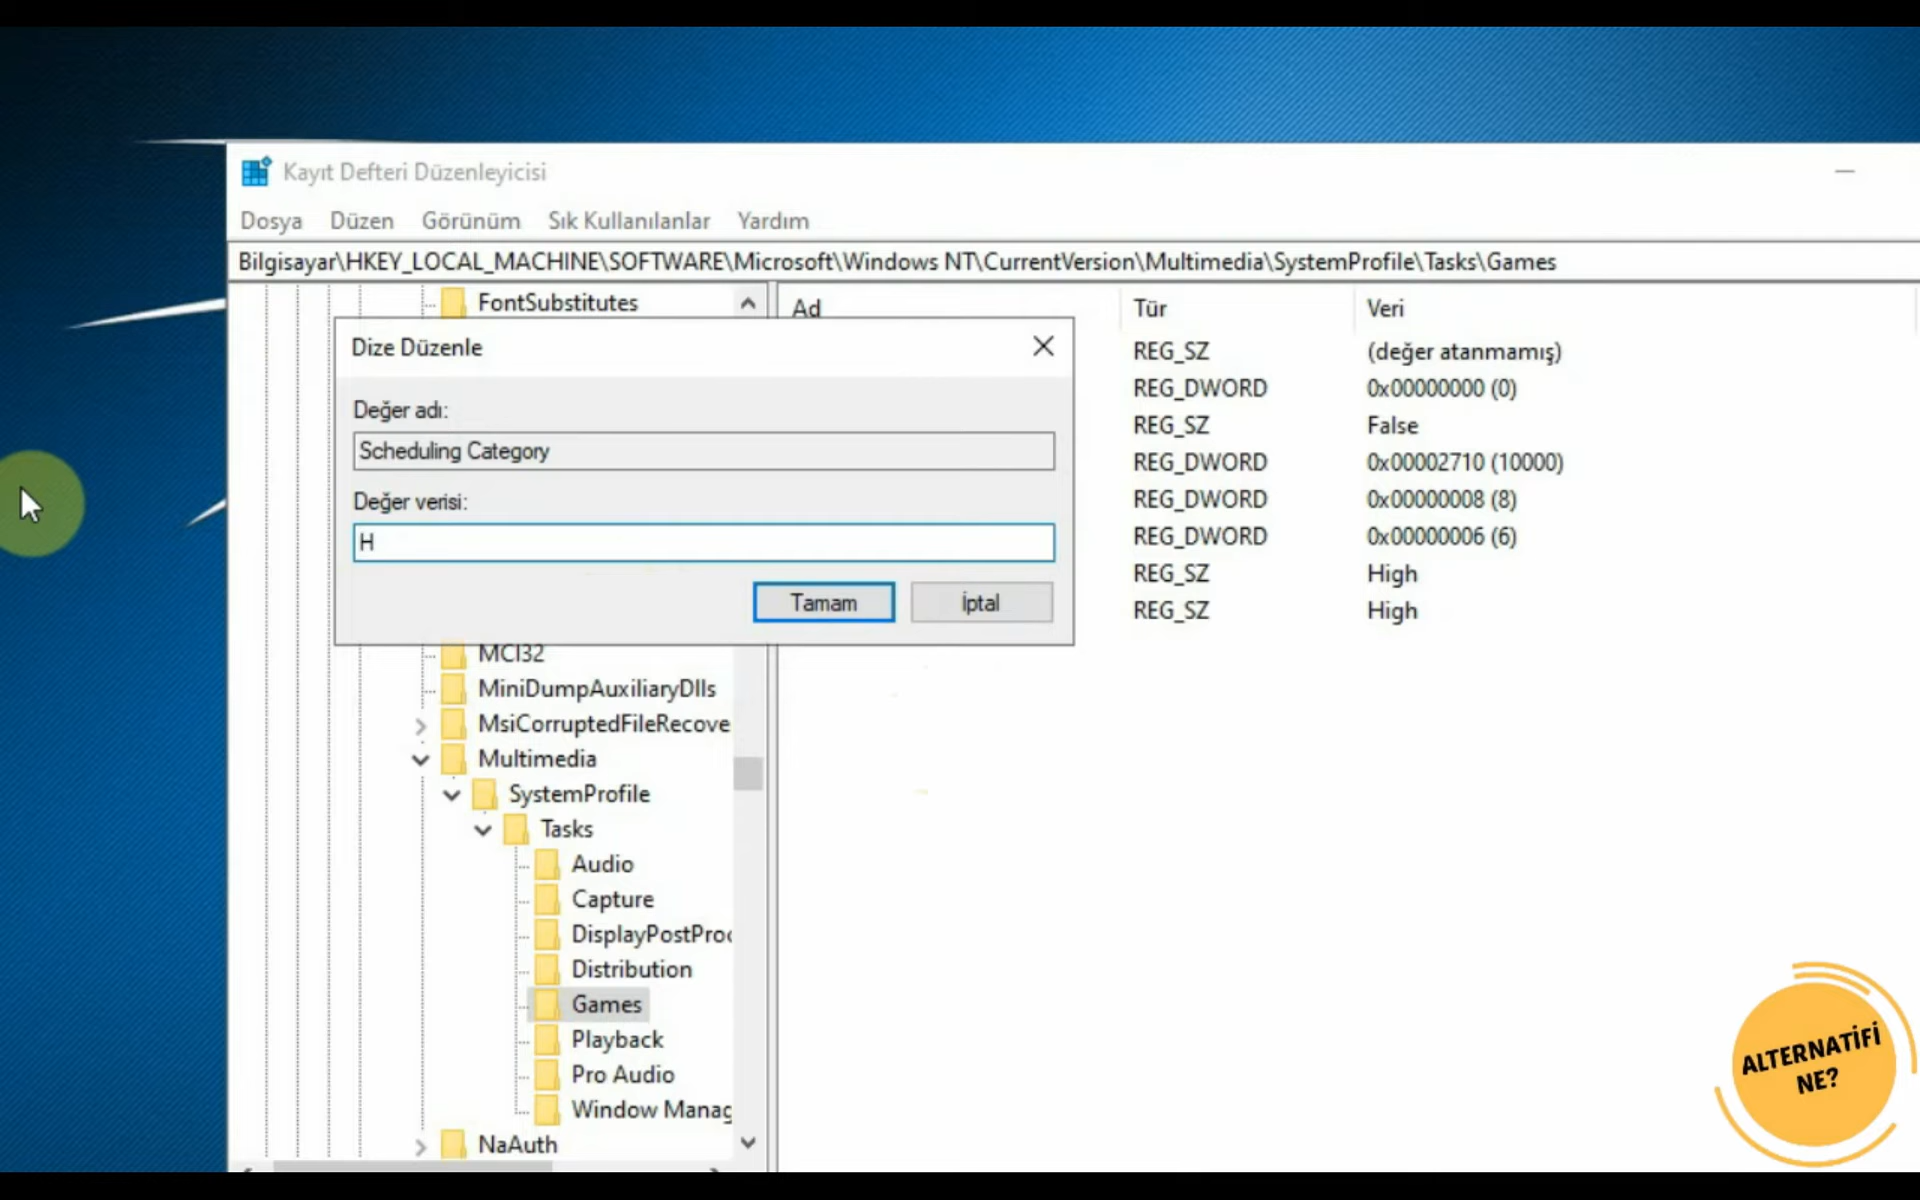 Kayıt Defteri Düzenleyicisi
Dosya Düzen Görünüm Sık Kullanılanlar Yardım
Bilgisayar\HKEY_LOCAL_MACHINE\SOFTWARE\Microsoft\Windows NT\CurrentVersion\Multimedia\SystemProfile\Tasks\Games
FontSubstitutes
Dize Düzenle
Değer adı:
Scheduling Category
Değer verisi:
H
Tamam İptal
MCI32
MiniDumpAuxiliaryDlls
MsiCorruptedFileRecove
Multimedia
SystemProfile
Tasks
Audio
Capture
DisplayPostProc
Distribution
Games
Playback
Pro Audio
Window Manag
NaAuth
Ad Tür Veri
REG_SZ (değer atanmamış)
REG_DWORD 0x00000000 (0)
REG_SZ False
REG_DWORD 0x00002710 (10000)
REG_DWORD 0x00000008 (8)
REG_DWORD 0x00000006 (6)
REG_SZ High
REG_SZ High
ALTERNATİFİ
NE?